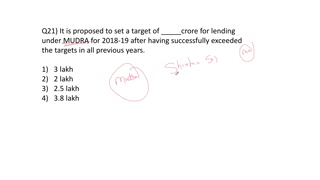 Q21) It is proposed to set a target of _____crore for lending
under MUDRA for 2018-19 after having successfully exceeded
the targets in all previous years.
1) 3 lakh
2) 2 lakh
3) 2.5 lakh
4) 3.8 lakh